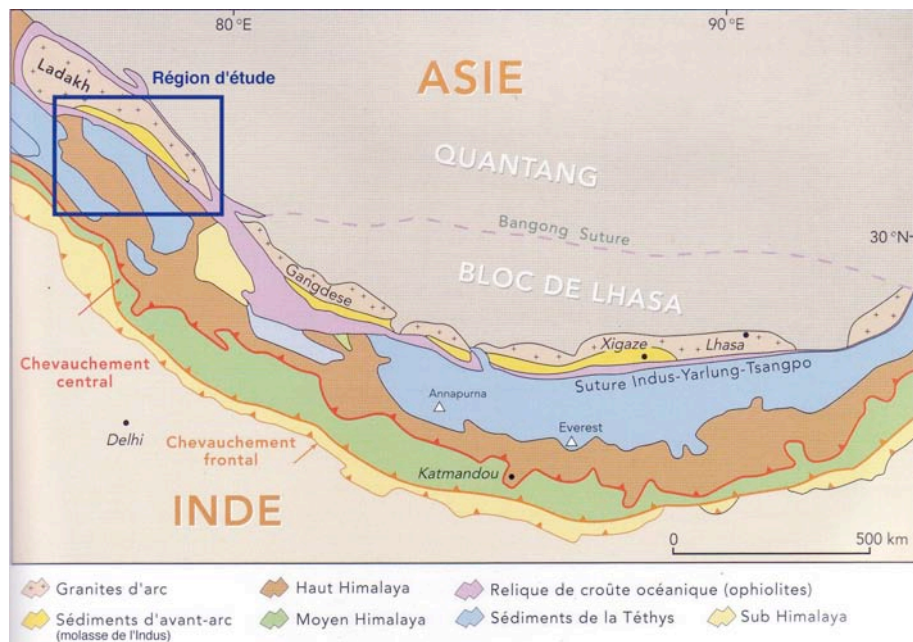 80 °E
90 °E
Ladakh
Région d'étude
ASIE
QUANTANG
Bangong Suture
30 °N
BLOC DE LHASA
Gangdese
Xigaze
Lhasa
Suture Indus-Yarlung-Tsangpo
Chevauchement
central
Annapurna
Everest
Delhi
Chevauchement
frontal
Katmandou
INDE
0
500 km
Granites d'arc
Haut Himalaya
Relique de croûte océanique (ophiolites)
Sédiments d'avant-arc
(molasse de l'Indus)
Moyen Himalaya
Sédiments de la Téthys
Sub Himalaya